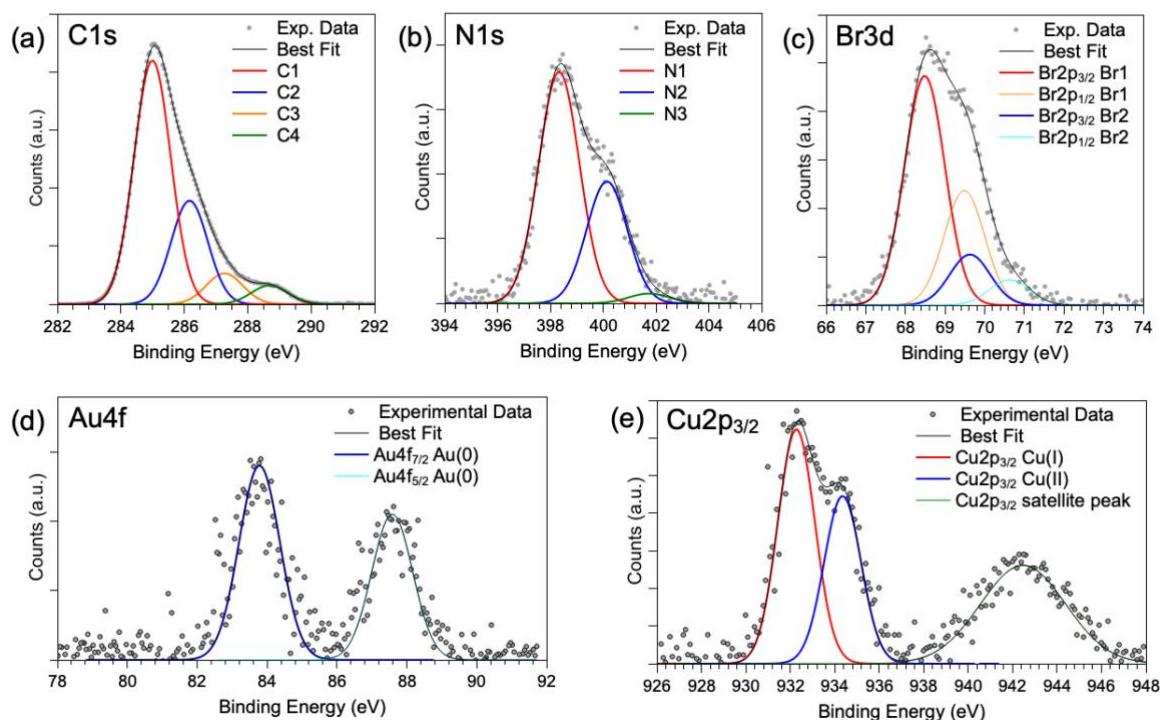 (a)
C1s
Exp. Data
Best Fit
C1
C2
C3
C4
Counts (a.u.)
282 284 286 288 290 292
Binding Energy (eV)
(b)
N1s
Exp. Data
Best Fit
N1
N2
N3
Counts (a.u.)
394 396 398 400 402 404 406
Binding Energy (eV)
(c)
Br3d
Exp. Data
Best Fit
Br2p3/2 Br1
Br2p1/2 Br1
Br2p3/2 Br2
Br2p1/2 Br2
Counts (a.u.)
66 67 68 69 70 71 72 73 74
Binding Energy (eV)
(d)
Au4f
Experimental Data
Best Fit
Au4f7/2 Au(0)
Au4f5/2 Au(0)
Counts (a.u.)
78 80 82 84 86 88 90 92
Binding Energy (eV)
(e)
Cu2p3/2
Experimental Data
Best Fit
Cu2p3/2 Cu(I)
Cu2p3/2 Cu(II)
Cu2p3/2 satellite peak
Counts (a.u.)
926 928 930 932 934 936 938 940 942 944 946 948
Binding Energy (eV)